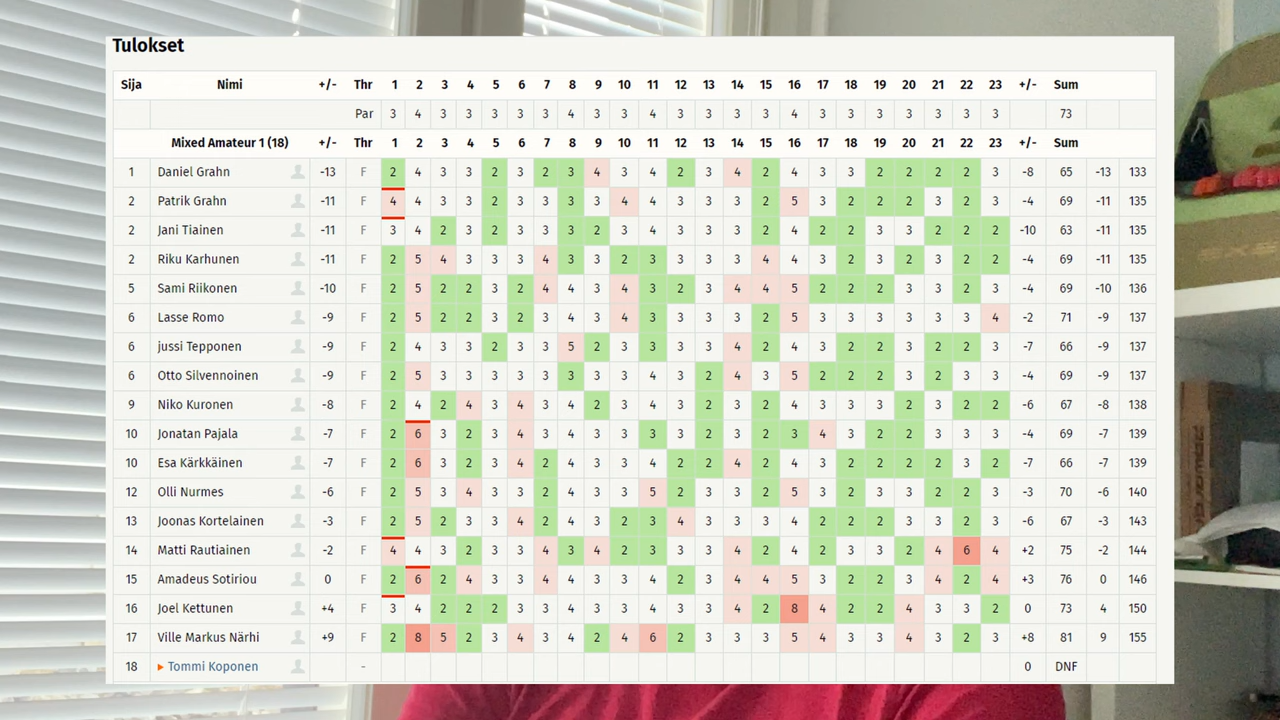 Tulokset
Sija Nimi +/- Thr 1 2 3 4 5 6 7 8 9 10 11 12 13 14 15 16 17 18 19 20 21 22 23 +/- Sum
Par 3 4 3 3 3 3 3 4 3 3 4 3 3 3 3 4 3 3 3 3 3 3 3 73
Mixed Amateur 1 (18) +/- Thr 1 2 3 4 5 6 7 8 9 10 11 12 13 14 15 16 17 18 19 20 21 22 23 +/- Sum
1 Daniel Grahn -13 F 2 4 3 3 2 3 2 3 4 3 4 2 3 4 2 4 3 3 2 2 2 2 3 -8 65 -13 133
2 Patrik Grahn -11 F 4 4 3 3 2 3 3 3 3 4 4 3 3 3 2 5 3 2 2 2 3 2 3 -4 69 -11 135
2 Jani Tiainen -11 F 3 4 2 3 2 3 3 3 2 3 4 3 3 3 2 4 2 2 3 3 2 2 2 -10 63 -11 135
2 Riku Karhunen -11 F 2 5 4 3 3 3 4 3 3 2 3 3 3 3 4 4 3 2 3 2 3 2 2 -4 69 -11 135
5 Sami Riikonen -10 F 2 5 2 2 3 2 4 4 3 4 3 2 3 4 4 5 2 2 2 3 3 2 3 -4 69 -10 136
6 Lasse Romo -9 F 2 5 2 2 3 2 3 4 3 4 3 3 3 3 2 5 3 3 3 3 3 3 4 -2 71 -9 137
6 jussi Tepponen -9 F 2 4 3 3 2 3 3 5 2 3 3 3 3 4 2 4 3 2 2 3 2 2 3 -7 66 -9 137
6 Otto Silvennoinen -9 F 2 5 3 3 3 3 3 3 3 3 4 3 2 4 3 5 2 2 2 3 2 3 3 -4 69 -9 137
9 Niko Kuronen -8 F 2 4 2 4 3 4 3 4 2 3 4 3 2 3 2 4 3 3 3 2 3 2 2 -6 67 -8 138
10 Jonatan Pajala -7 F 2 6 3 2 3 4 3 4 3 3 3 3 2 3 2 3 4 3 2 2 3 3 3 -4 69 -7 139
10 Esa Kärkkäinen -7 F 2 6 3 2 3 4 2 4 3 3 4 2 2 4 2 4 3 2 2 2 2 3 2 -7 66 -7 139
12 Olli Nurmes -6 F 2 5 3 4 3 3 2 4 3 3 5 2 3 3 2 5 3 2 3 3 2 2 3 -3 70 -6 140
13 Joonas Kortelainen -3 F 2 5 2 3 3 4 2 4 3 2 3 4 3 3 3 4 2 2 2 3 3 2 3 -6 67 -3 143
14 Matti Rautiainen -2 F 4 4 3 2 3 3 4 3 4 2 3 3 3 4 2 4 2 3 3 2 4 6 4 +2 75 -2 144
15 Amadeus Sotiriou 0 F 2 6 2 4 3 3 4 4 3 3 4 2 3 4 4 5 3 2 2 3 4 2 4 +3 76 0 146
16 Joel Kettunen +4 F 3 4 2 2 2 3 3 4 3 3 4 3 3 4 2 8 4 2 2 4 3 3 2 0 73 4 150
17 Ville Markus Närhi +9 F 2 8 5 2 3 4 3 4 2 4 6 2 3 3 3 5 4 3 3 4 3 2 3 +8 81 9 155
18 Tommi Koponen - 0 DNF